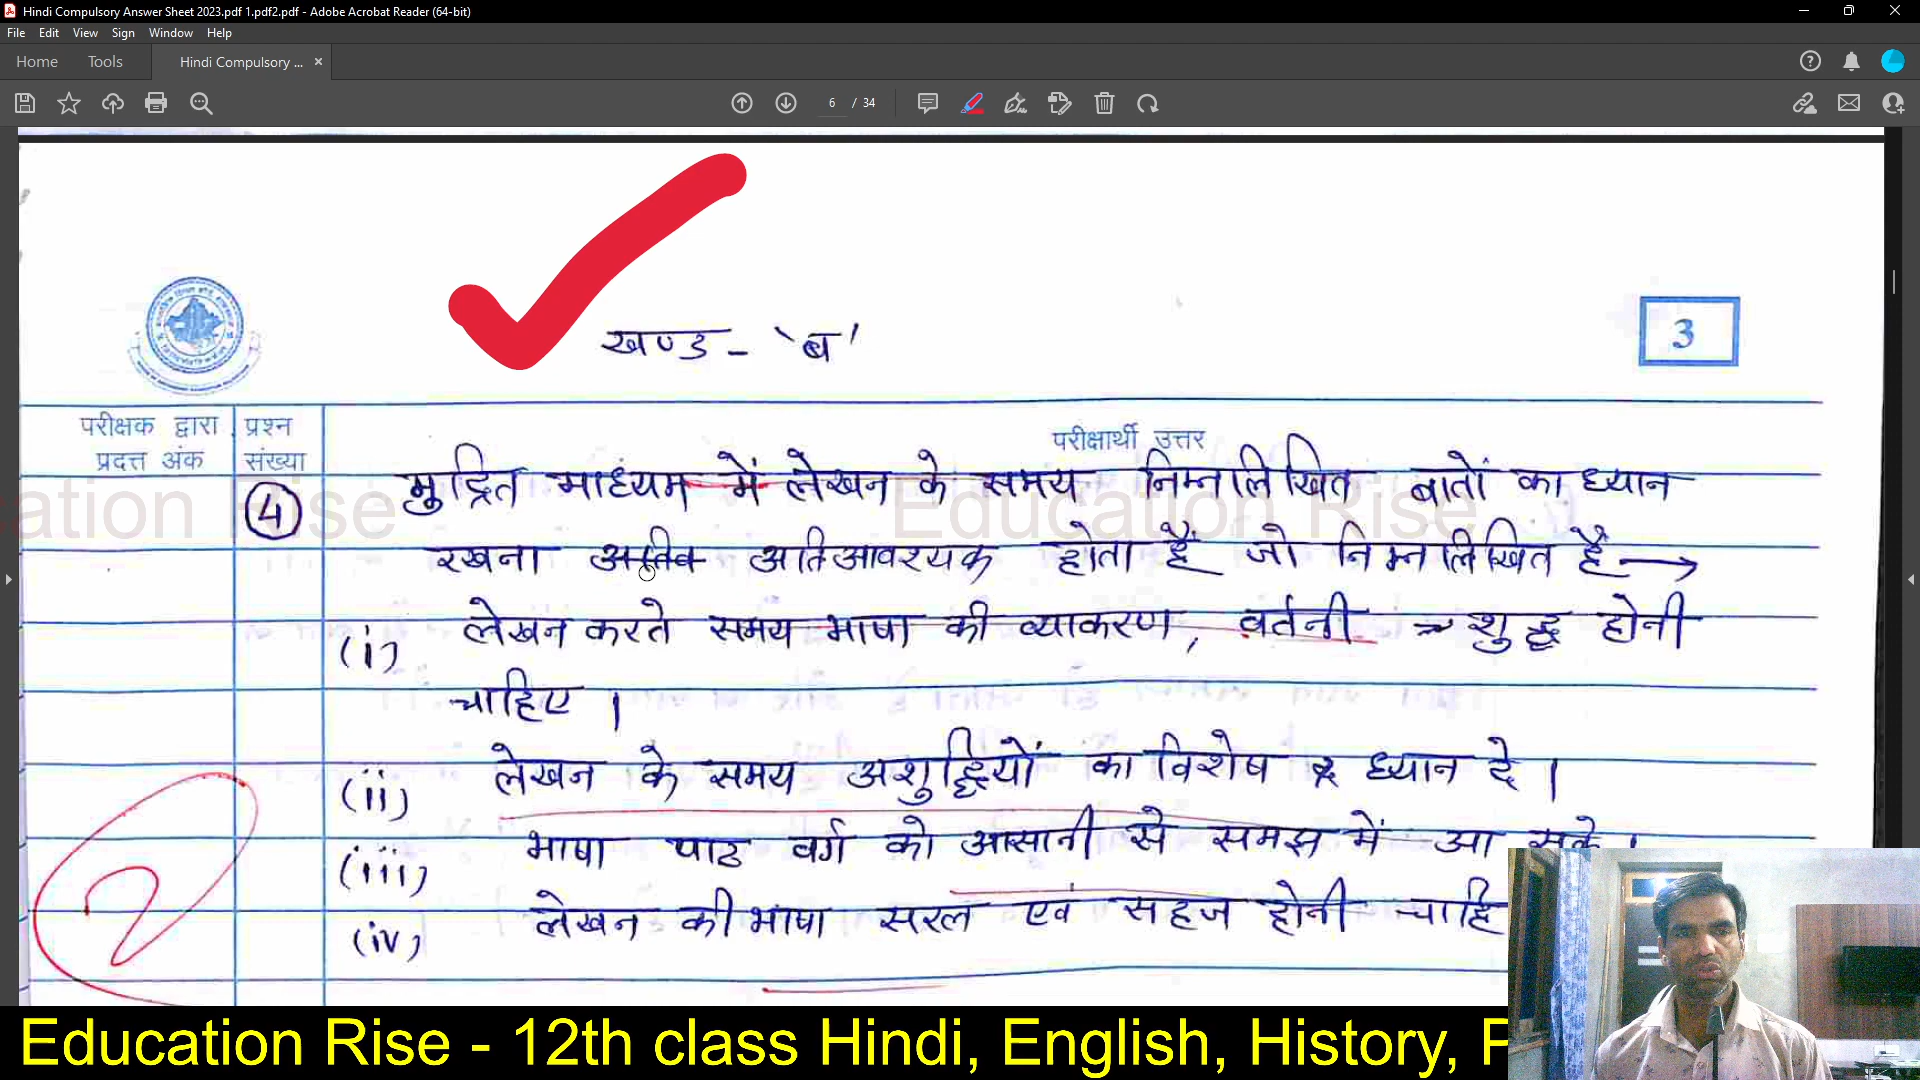 Hindi Compulsory Answer Sheet 2023.pdf 1.pdf2.pdf - Adobe Acrobat Reader (64-bit)
File Edit View Sign Window Help
Home Tools Hindi Compulsory ...
6 / 34
खण्ड - 'ब'
3
परीक्षक द्वारा प्रदत्त अंक
प्रश्न संख्या
परीक्षार्थी उत्तर
4 मुद्रित माध्यम में लेखन के समय निम्नलिखित बातों का ध्यान
रखना अतिआवश्यक होता हैं जो निम्नलिखित हैं →
(i) लेखन करते समय भाषा की व्याकरण, वर्तनी शुद्ध होनी
चाहिए ।
(ii) लेखन के समय अशुद्धियों का विशेष ध्यान दे ।
(iii) भाषा पाठ वर्ग को आसानी से समझ में आ सके ।
(iv) लेखन की भाषा सरल एवं सहज होनी चाहि
2
ation Rise
Education Rise
Education Rise - 12th class Hindi, English, History, P